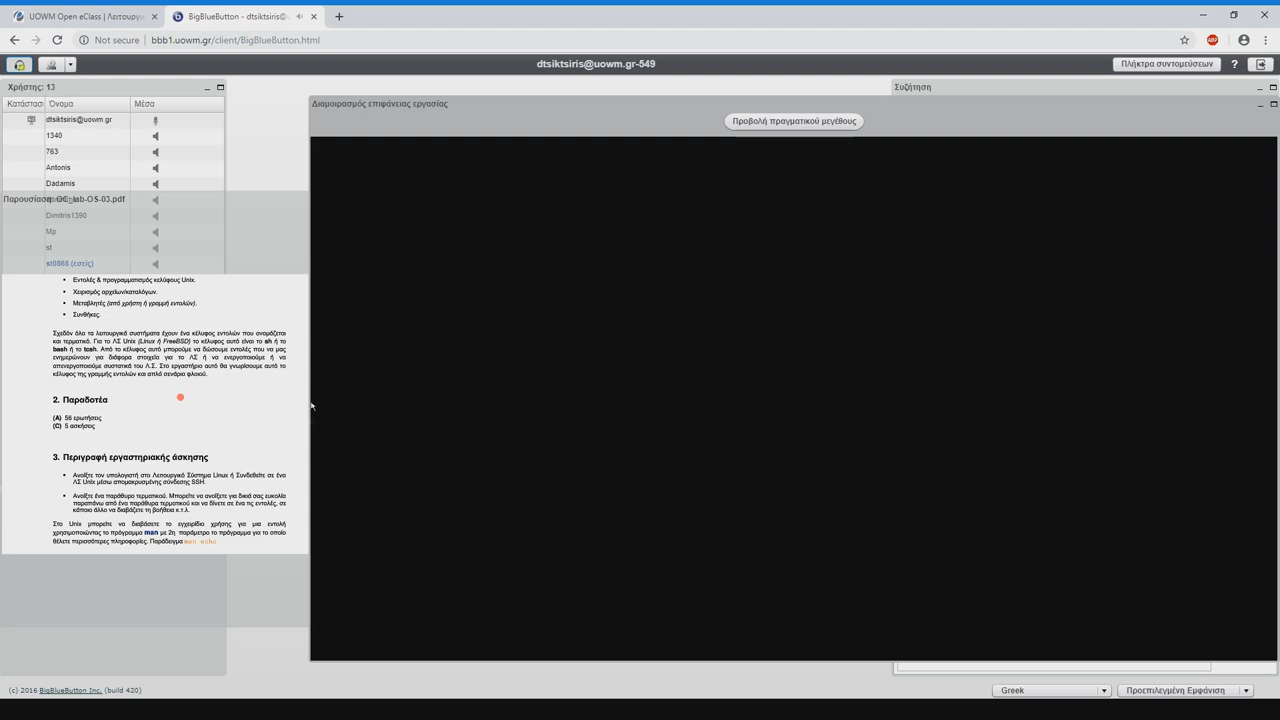 UOWM Open eClass | Λειτουργι
BigBlueButton - dtsiktsiris@
Not secure
bbb1.uowm.gr/client/BigBlueButton.html
ABP
dtsiktsiris@uowm.gr-549
Πλήκτρα συντομεύσεων
?
Χρήστης: 13
Συζήτηση
Κατάστασι Όνομα Μέσα
Διαμοιρασμός επιφάνειας εργασίας
Προβολή πραγματικού μεγέθους
dtsiktsiris@uowm.gr
1340
763
Antonis
Dadamis
Παρουσίαση: OC_lab-OS-03.pdf
Dimitris1390
Mp
st
st0868 (εσείς)
• Εντολές & προγραμματισμός κελύφους Unix.
• Χειρισμός αρχείων/καταλόγων.
• Μεταβλητές (από χρήστη ή γραμμή εντολών).
• Συνθήκες.
Σχεδόν όλα τα λειτουργικά συστήματα έχουν ένα κέλυφος εντολών που ονομάζεται
και τερματικό. Για το ΛΣ Unix (Linux ή FreeBSD) το κέλυφος αυτό είναι το sh ή το
bash ή το tcsh. Από το κέλυφος αυτό μπορούμε να δώσουμε εντολές που να μας
ενημερώνουν για διάφορα στοιχεία για το ΛΣ ή να ενεργοποιούμε ή να
απενεργοποιούμε συστατικά του Λ.Σ. Στο εργαστήριο αυτό θα γνωρίσουμε αυτό το
κέλυφος της γραμμής εντολών και απλά σενάρια φλοιού.
2. Παραδοτέα
(A) 56 ερωτήσεις
(C) 5 ασκήσεις
3. Περιγραφή εργαστηριακής άσκησης
• Ανοίξτε τον υπολογιστή στο Λειτουργικό Σύστημα Linux ή Συνδεθείτε σε ένα
ΛΣ Unix μέσω απομακρυσμένης σύνδεσης SSH.
• Ανοίξτε ένα παράθυρο τερματικού. Μπορείτε να ανοίξετε για δικιά σας ευκολία
παραπάνω από ένα παράθυρα τερματικού και να δίνετε σε ένα τις εντολές, σε
κάποιο άλλο να διαβάζετε τη βοήθεια κ.τ.λ.
Στο Unix μπορείτε να διαβάσετε το εγχειρίδιο χρήσης για μια εντολή
χρησιμοποιώντας το πρόγραμμα man με 2η παράμετρο το πρόγραμμα για το οποίο
θέλετε περισσότερες πληροφορίες. Παράδειγμα man echo
(c) 2016 BigBlueButton Inc. (build 420)
Greek
Προεπιλεγμένη Εμφάνιση